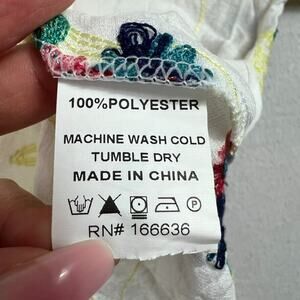 100%POLYESTER
MACHINE WASH COLD
TUMBLE DRY
MADE IN CHINA
RN# 166636